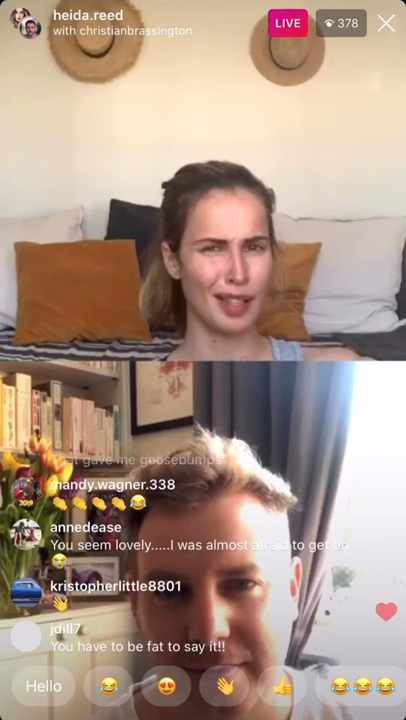 heida.reed
with christianbrassington
LIVE
378
gave me goosebumps
mandy.wagner.338
👏👏👏👏😂
annedease
You seem lovely.....I was almost afraid to get on
😂
kristopherlittle8801
👋
jdill7
You have to be fat to say it!!
Hello
😂
😍
👋
👍
😂😂😂